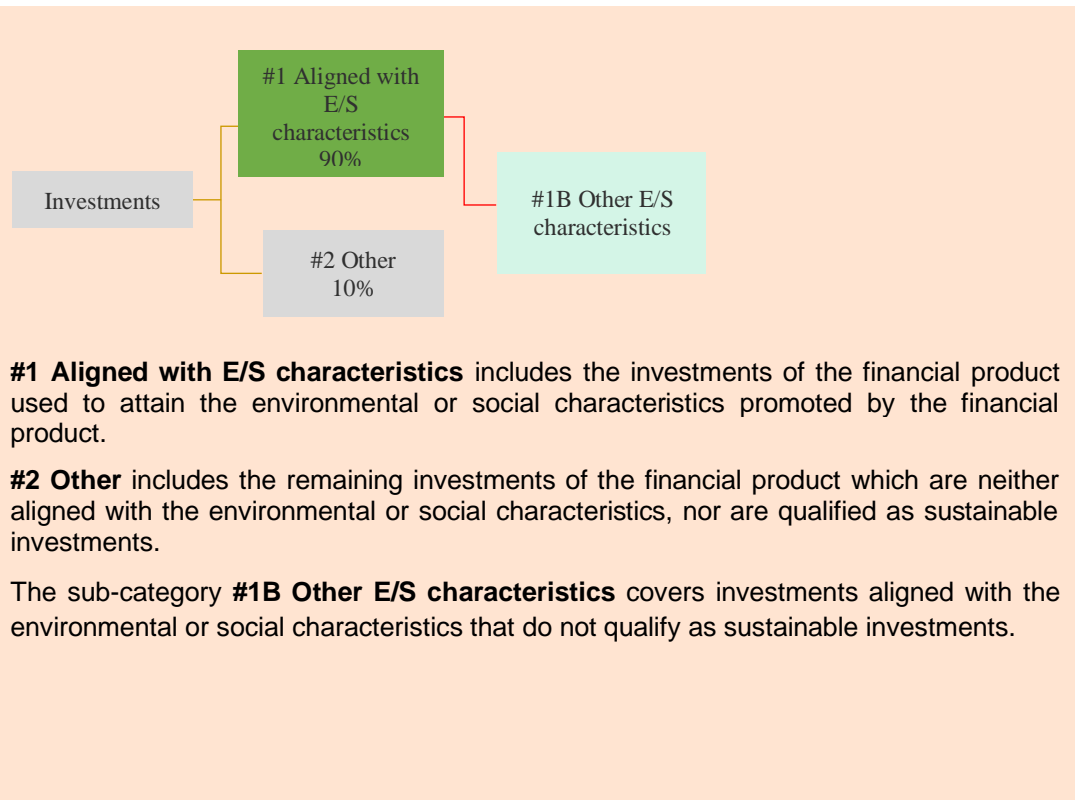 #1 Aligned with
E/S
characteristics
90%
Investments
#1B Other E/S
characteristics
#2 Other
10%
#1 Aligned with E/S characteristics includes the investments of the financial product
used to attain the environmental or social characteristics promoted by the financial
product.
#2 Other includes the remaining investments of the financial product which are neither
aligned with the environmental or social characteristics, nor are qualified as sustainable
investments.
The sub-category #1B Other E/S characteristics covers investments aligned with the
environmental or social characteristics that do not qualify as sustainable investments.